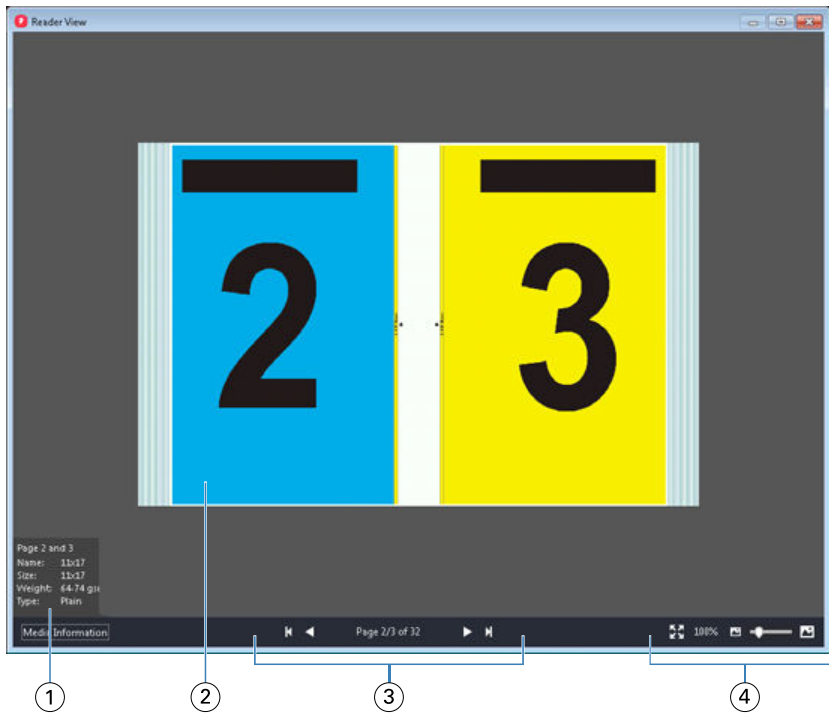 Reader View
2 3
Page 2 and 3
Name: 11x17
Size: 11x17
Weight: 64-74
Type: Plain
Media Information
Page 2/3 of 32
100%
1 2 3 4